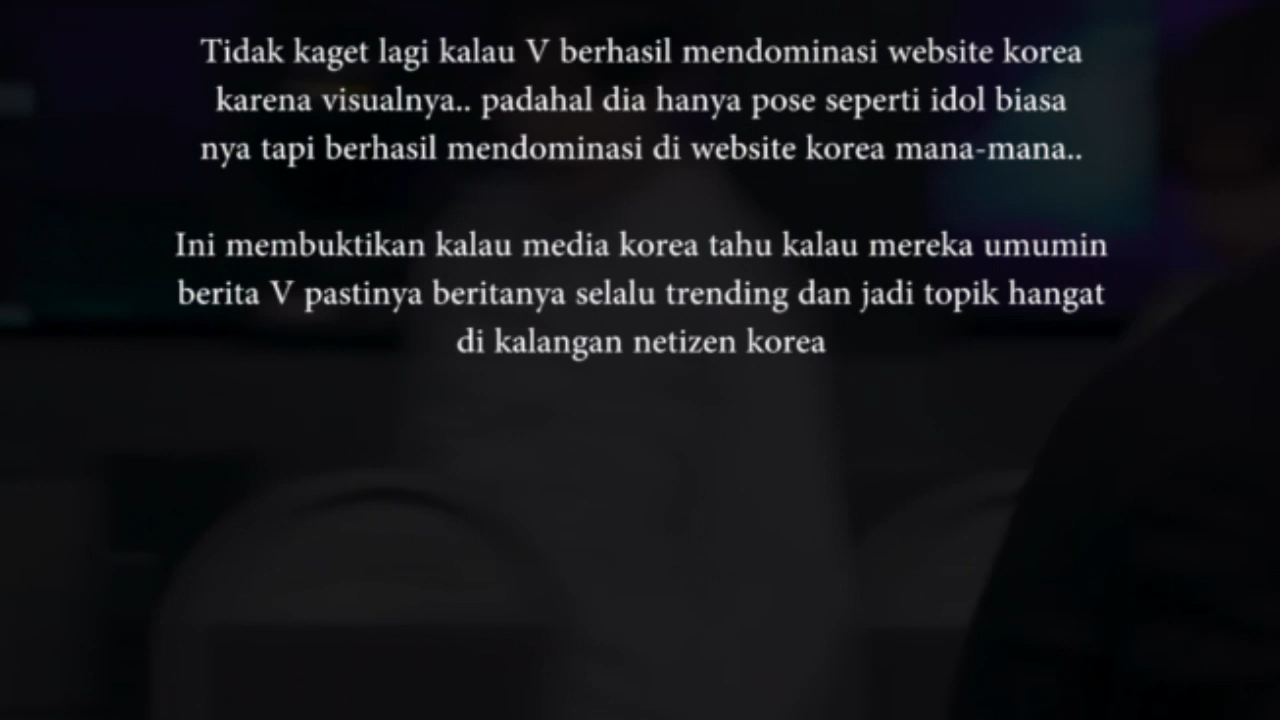 Tidak kaget lagi kalau V berhasil mendominasi website korea
karena visualnya.. padahal dia hanya pose seperti idol biasa
nya tapi berhasil mendominasi di website korea mana-mana..
Ini membuktikan kalau media korea tahu kalau mereka umumin
berita V pastinya beritanya selalu trending dan jadi topik hangat
di kalangan netizen korea